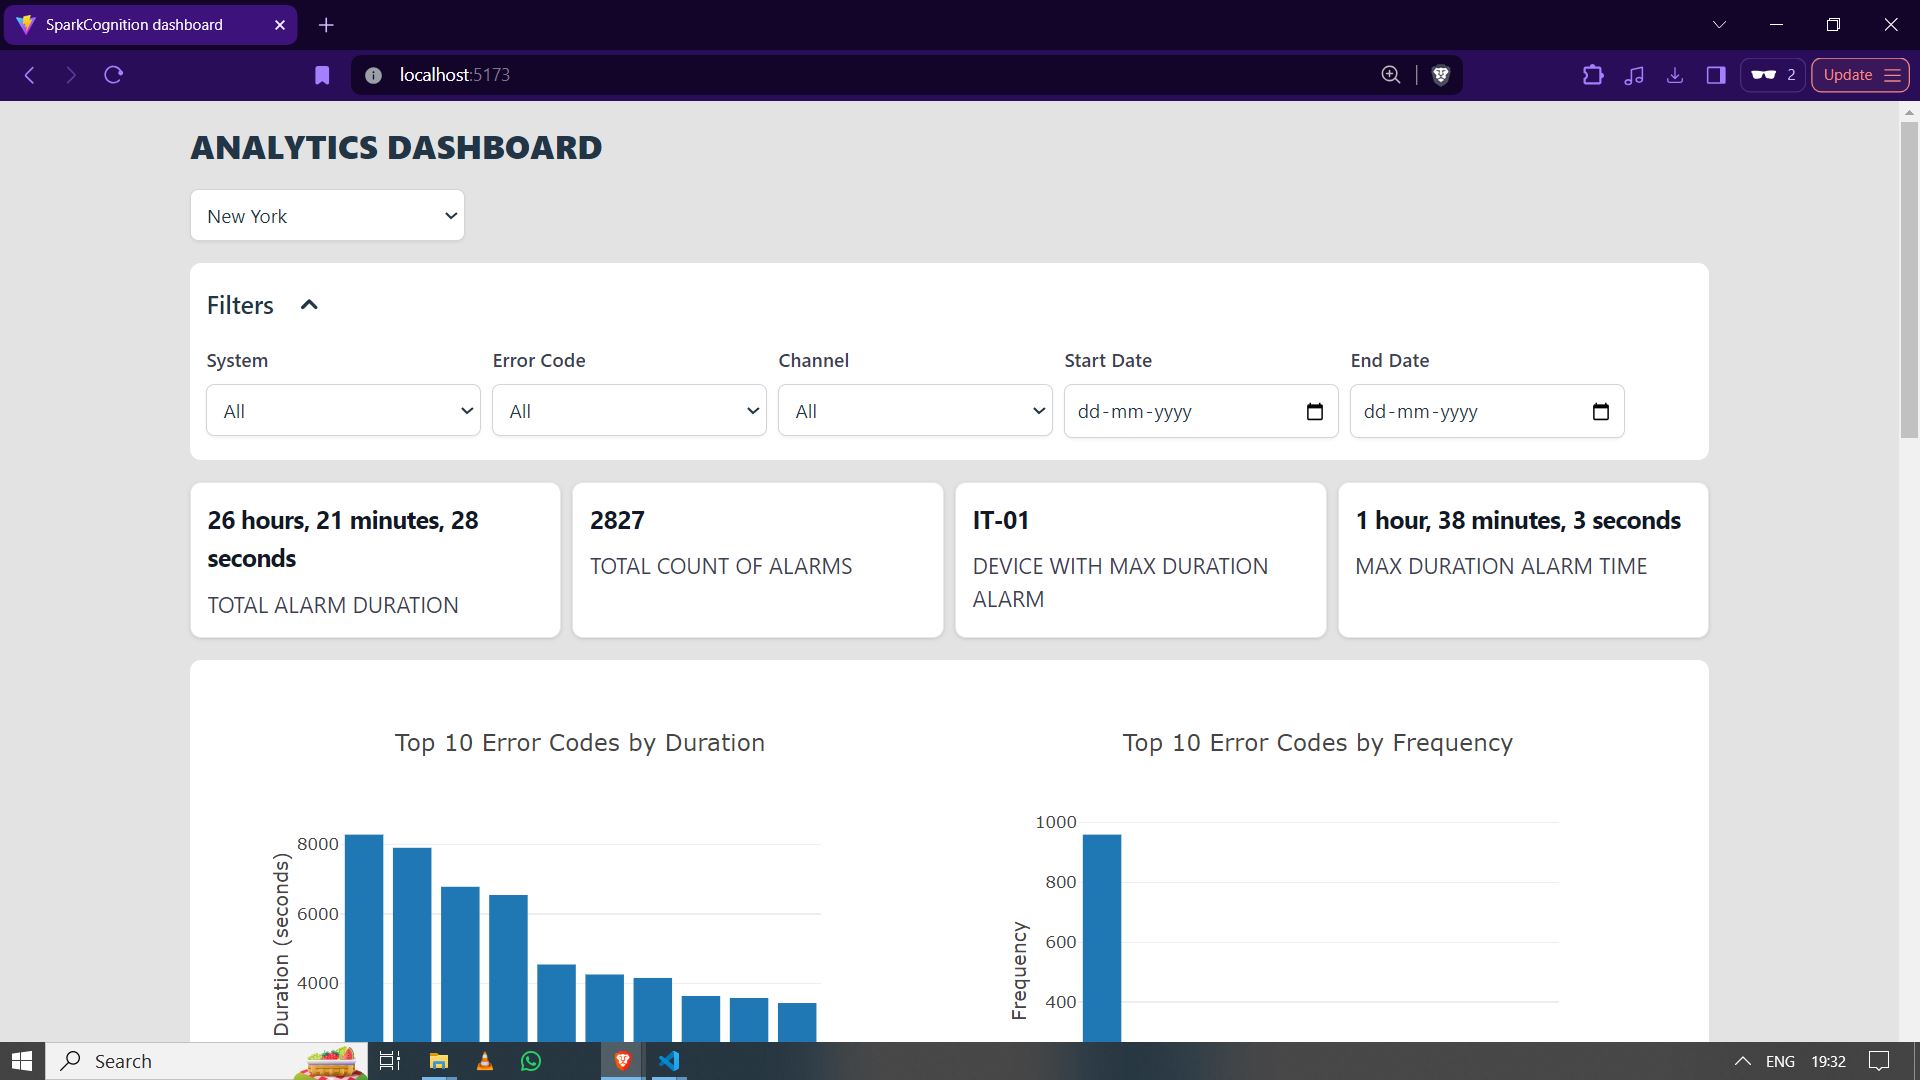 SparkCognition dashboard
localhost:5173
2
Update
ANALYTICS DASHBOARD
New York
Filters
System
Error Code
Channel
Start Date
End Date
All
All
All
dd-mm-yyyy
dd-mm-yyyy
26 hours, 21 minutes, 28
seconds
TOTAL ALARM DURATION
2827
TOTAL COUNT OF ALARMS
IT-01
DEVICE WITH MAX DURATION
ALARM
1 hour, 38 minutes, 3 seconds
MAX DURATION ALARM TIME
Top 10 Error Codes by Duration
8000
6000
4000
Duration (seconds)
Top 10 Error Codes by Frequency
1000
800
600
400
Frequency
Search
ENG
19:32